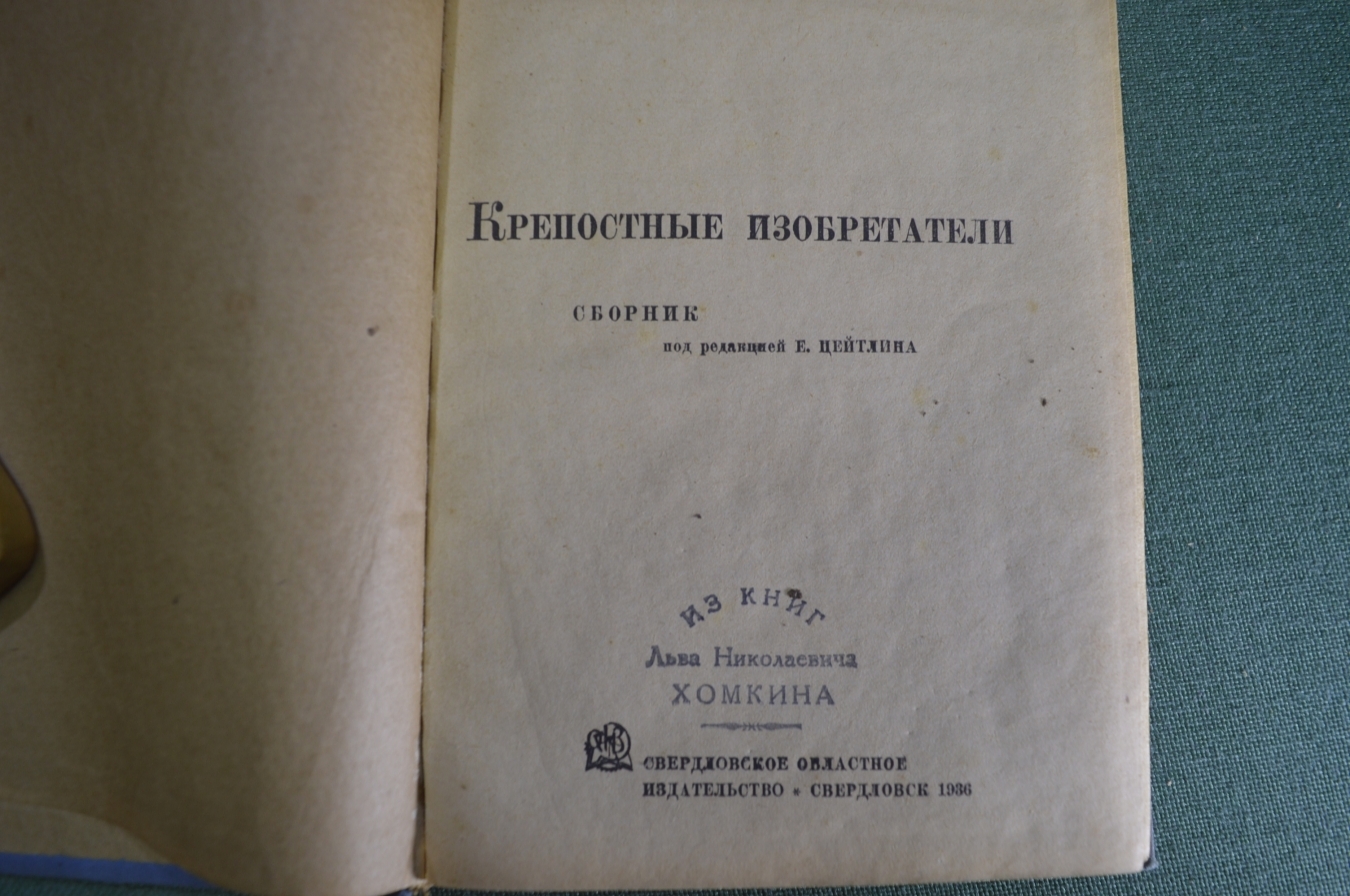 Крепостные изобретатели
СБОРНИК
под редакцией Е. ЦЕЙТЛИНА
ИЗ КНИГ
Льва Николаевича
ХОМКИНА
СВЕРДЛОВСКОЕ ОБЛАСТНОЕ
ИЗДАТЕЛЬСТВО • СВЕРДЛОВСК 1936